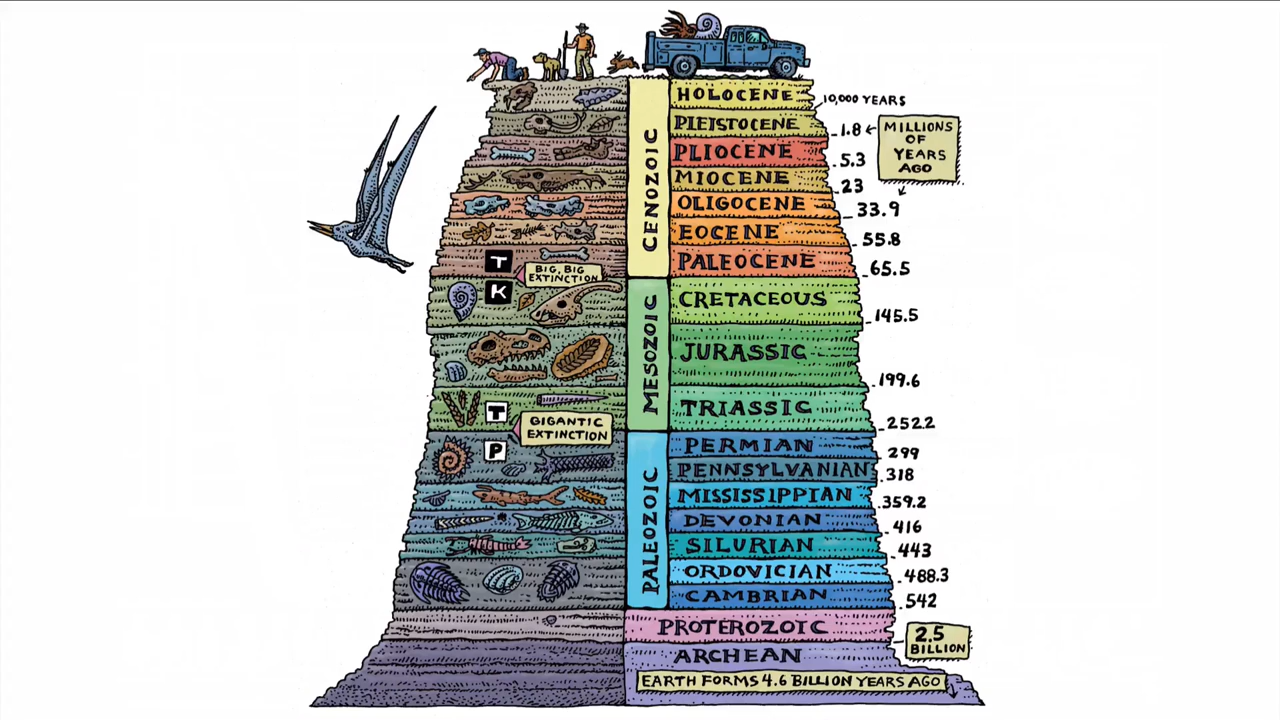 HOLOCENE
10,000 YEARS
PLEISTOCENE
1.8
MILLIONS
OF
YEARS
AGO
PLIOCENE
5.3
MIOCENE
23
OLIGOCENE
33.9
EOCENE
55.8
PALEOCENE
65.5
CENOZOIC
T
BIG, BIG
EXTINCTION
K
CRETACEOUS
145.5
JURASSIC
199.6
TRIASSIC
252.2
MESOZOIC
T
GIGANTIC
EXTINCTION
P
PERMIAN
299
PENNSYLVANIAN
318
MISSISSIPPIAN
359.2
DEVONIAN
416
SILURIAN
443
ORDOVICIAN
488.3
CAMBRIAN
542
PALEOZOIC
PROTEROZOIC
2.5
BILLION
ARCHEAN
EARTH FORMS 4.6 BILLION YEARS AGO